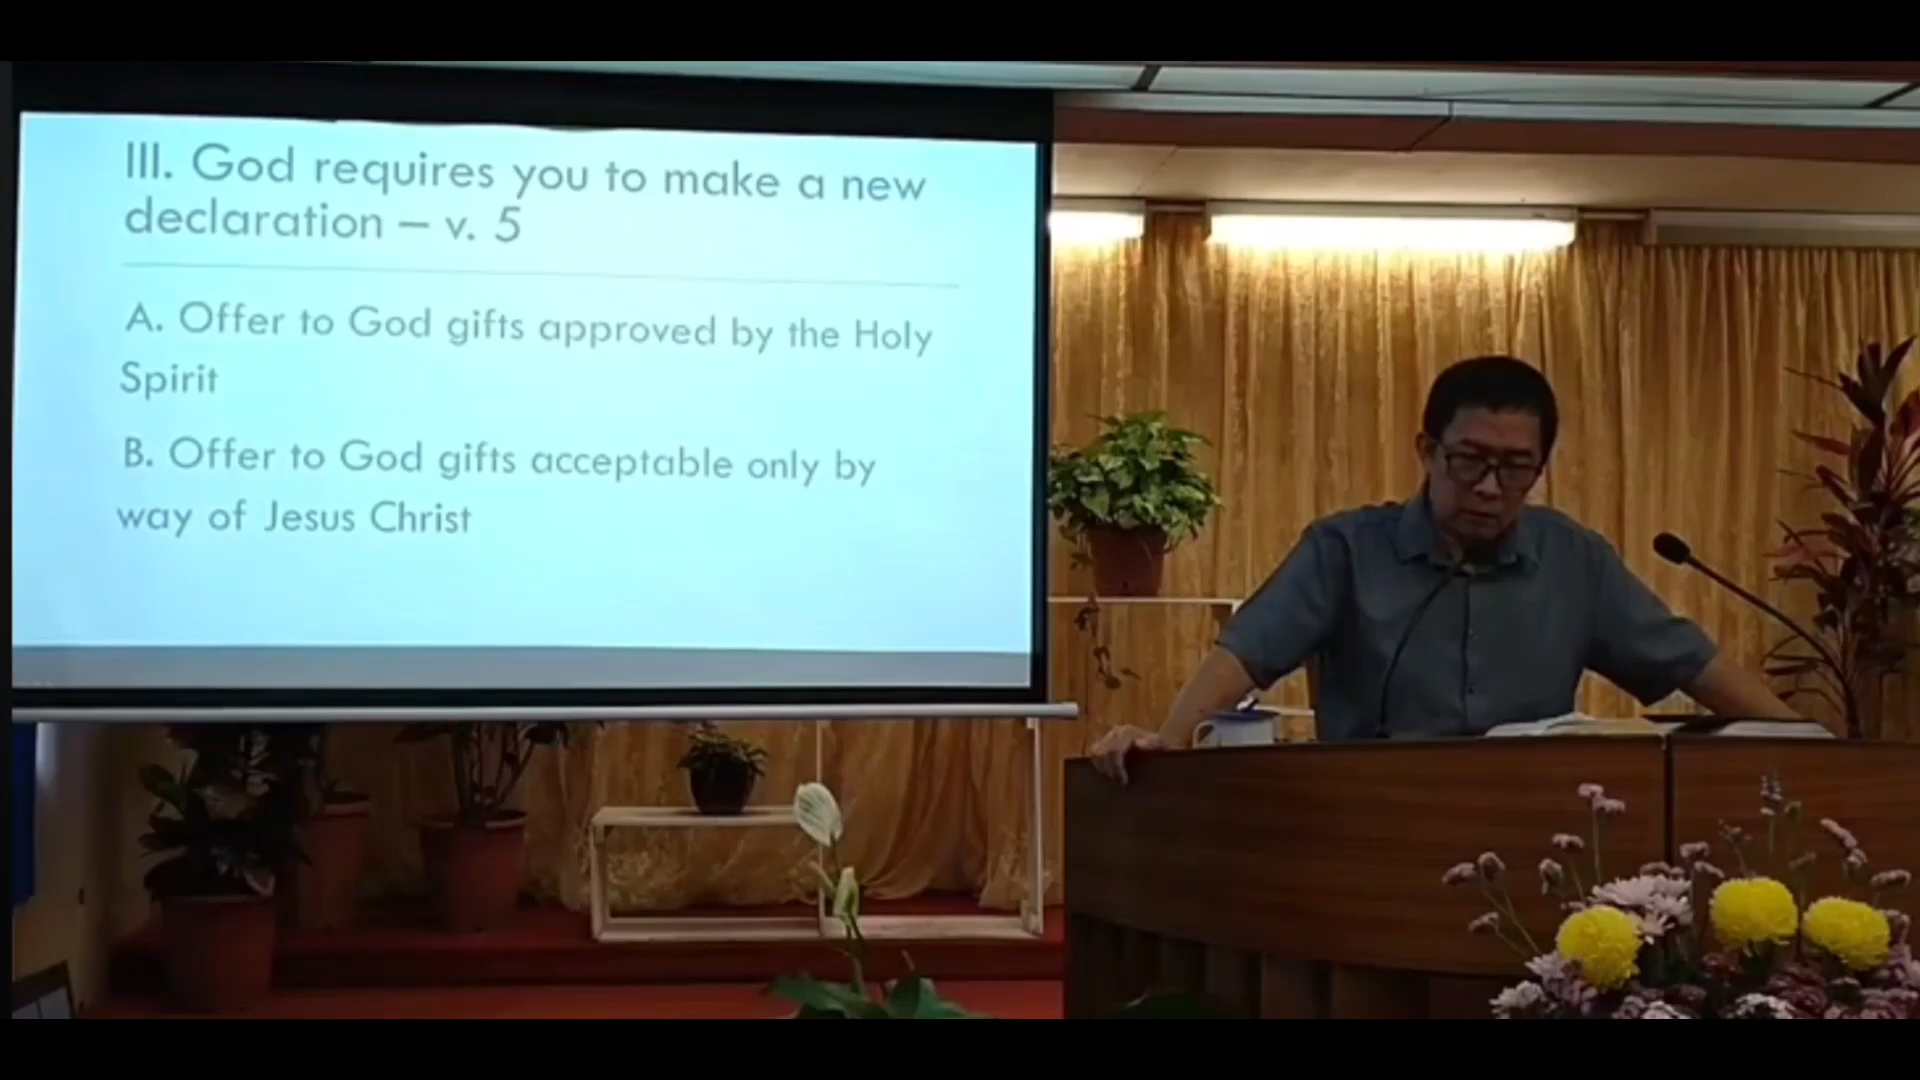 III. God requires you to make a new
declaration – v. 5
A. Offer to God gifts approved by the Holy
Spirit
B. Offer to God gifts acceptable only by
way of Jesus Christ